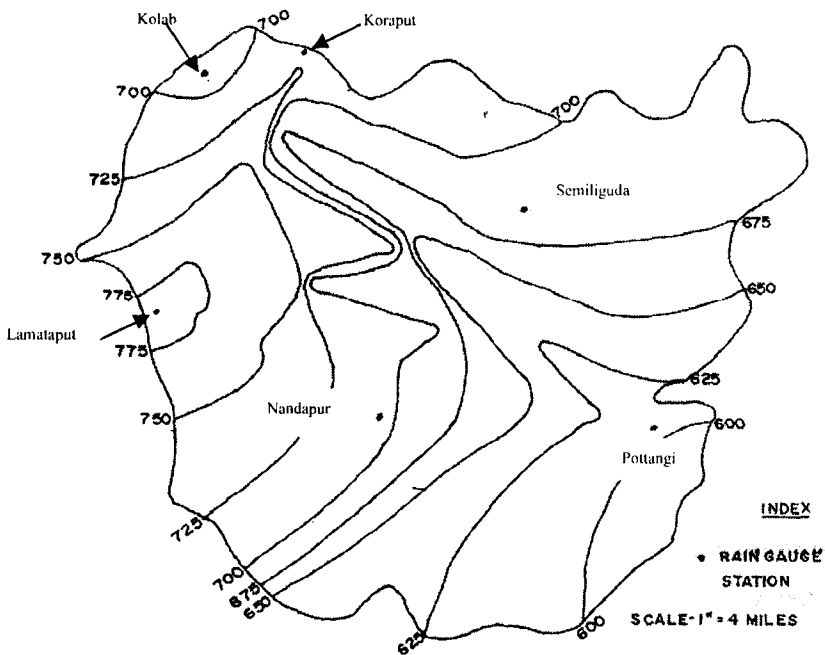 Kolab
700
Koraput
700
700
725
Semiliguda
675
750
650
775
Lamataput
775
625
Nandapur
750
600
Pottangi
725
INDEX
RAIN GAUGE
STATION
700
875
650
625
600
SCALE-1"= 4 MILES